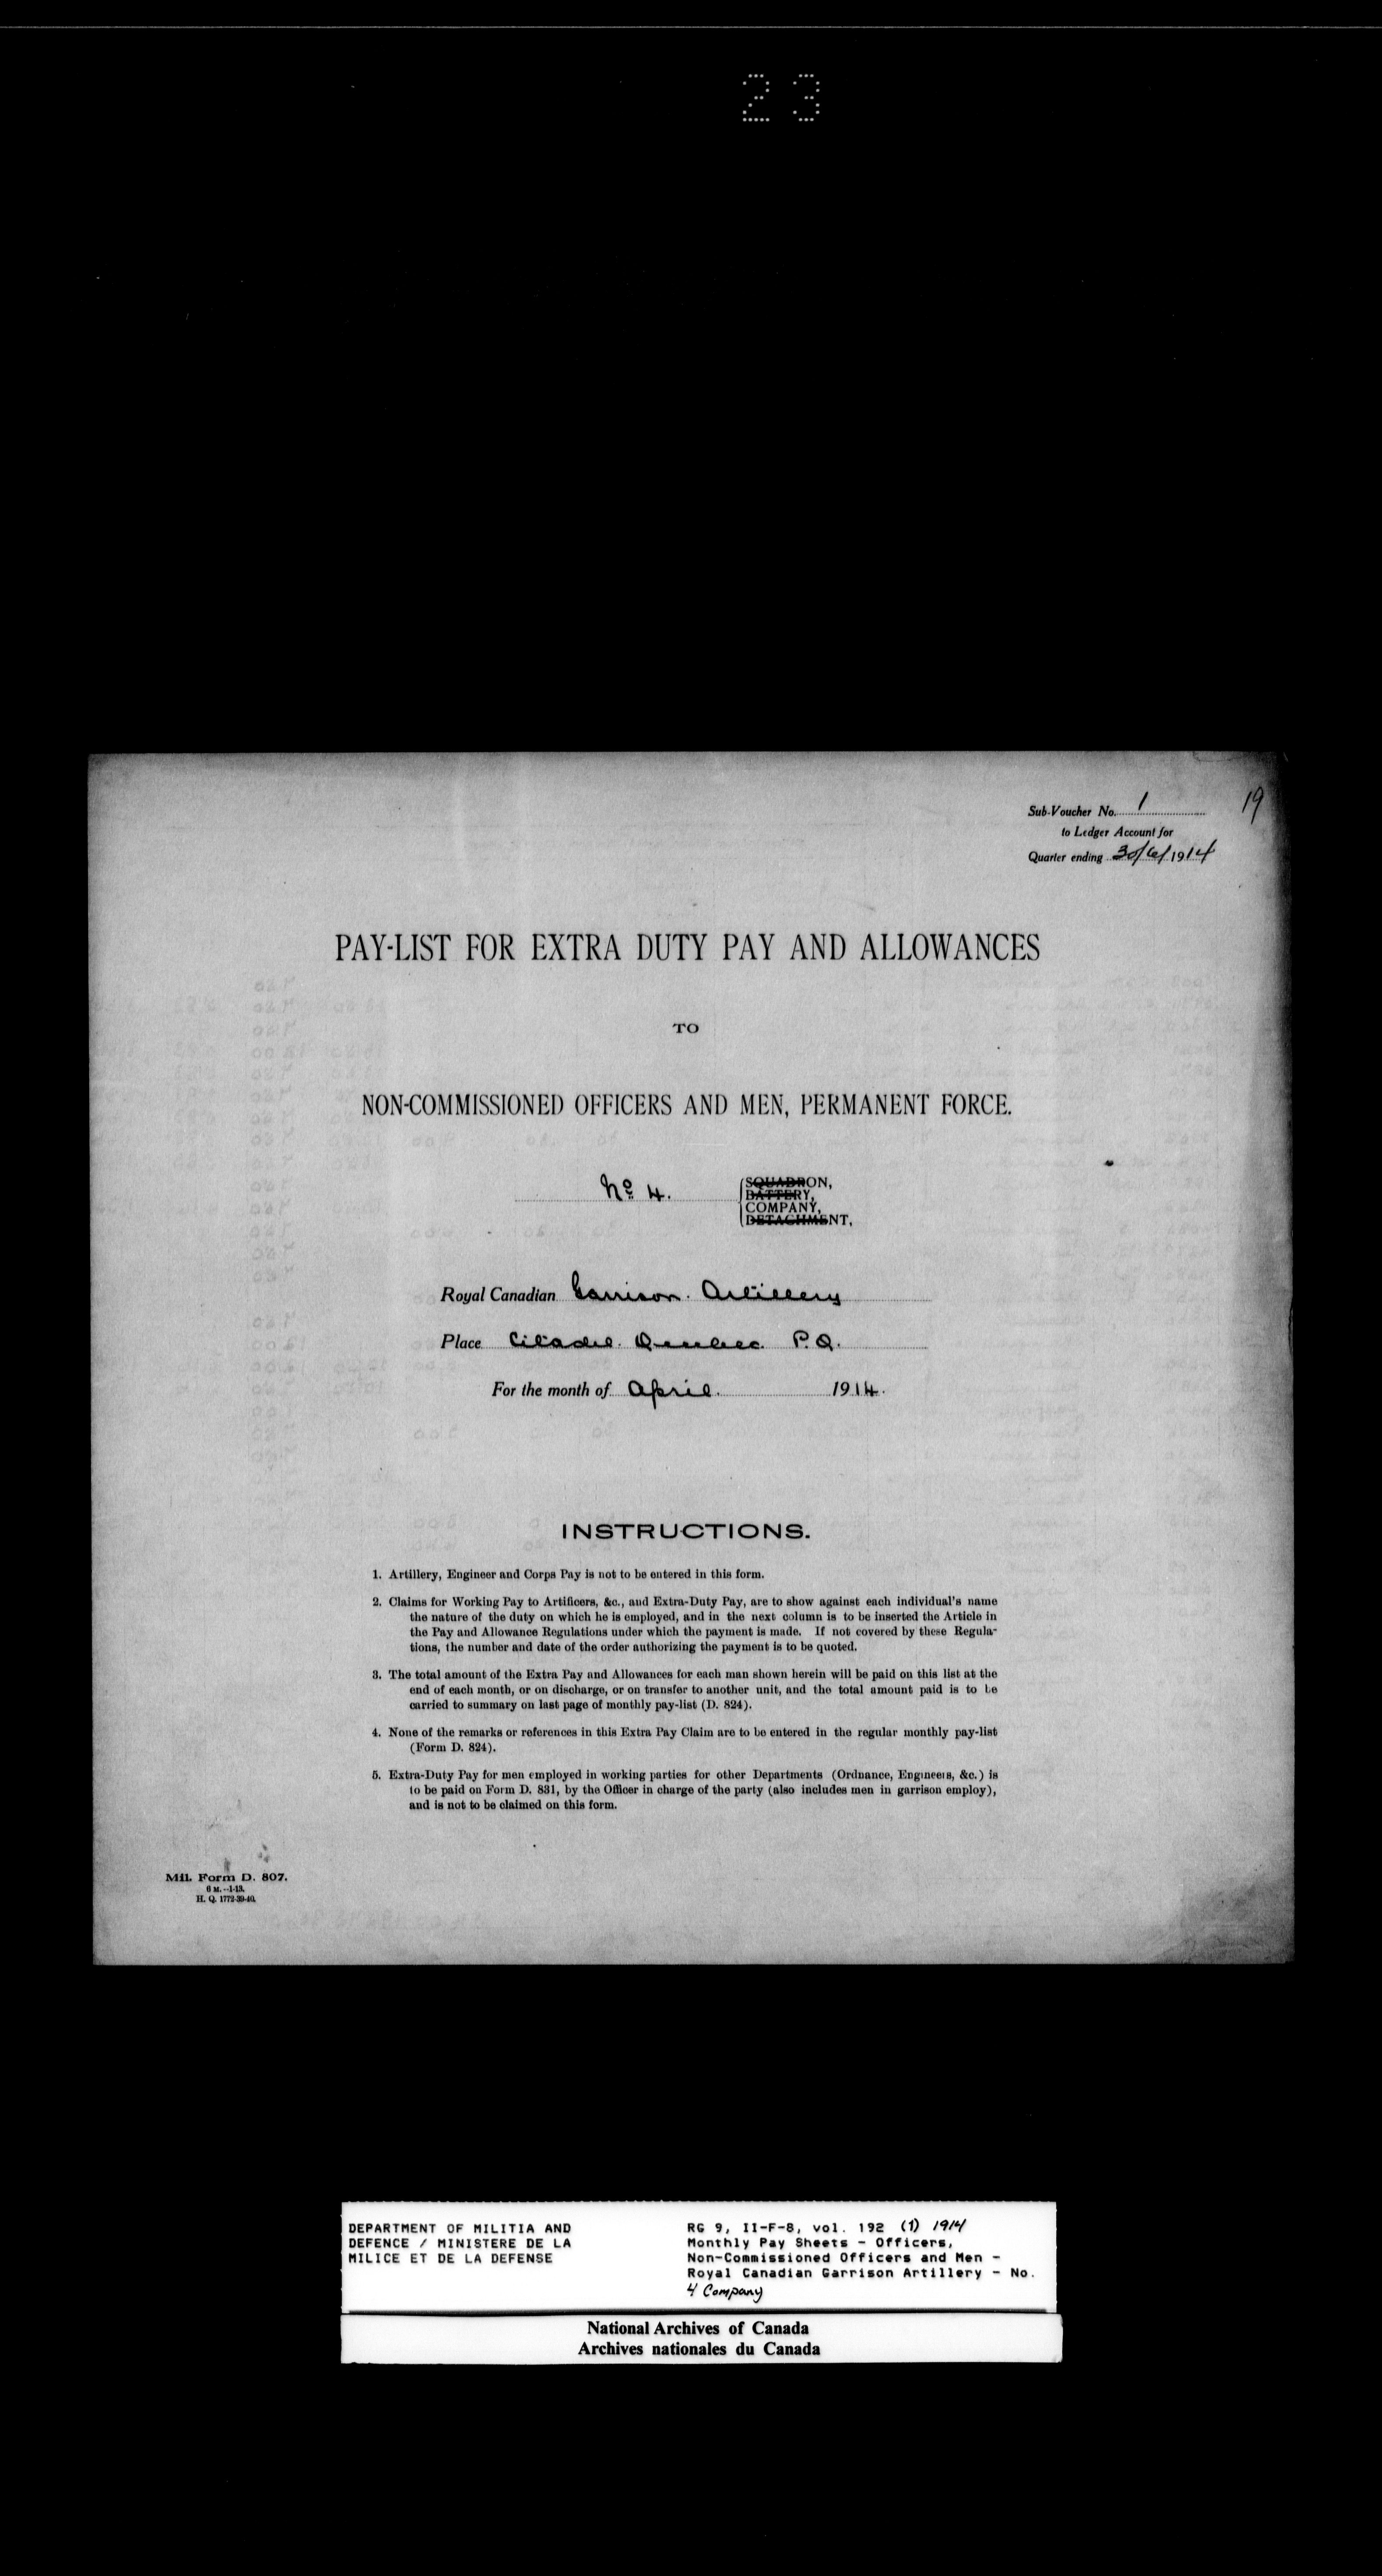 23
19
Sub-Voucher No. 1
to Ledger Account for
Quarter ending 30/6/1914
PAY-LIST FOR EXTRA DUTY PAY AND ALLOWANCES
TO
NON-COMMISSIONED OFFICERS AND MEN, PERMANENT FORCE.
No 4.
SQUADRON,
BATTERY,
COMPANY,
DETACHMENT,
Royal Canadian Garrison Artillery
Place Citadel. Quebec. P.Q.
For the month of April. 1914.
INSTRUCTIONS.
1. Artillery, Engineer and Corps Pay is not to be entered in this form.
2. Claims for Working Pay to Artificers, &c., and Extra-Duty Pay, are to show against each individual's name
the nature of the duty on which he is employed, and in the next column is to be inserted the Article in
the Pay and Allowance Regulations under which the payment is made. If not covered by these Regula-
tions, the number and date of the order authorizing the payment is to be quoted.
3. The total amount of the Extra Pay and Allowances for each man shown herein will be paid on this list at the
end of each month, or on discharge, or on transfer to another unit, and the total amount paid is to be
carried to summary on last page of monthly pay-list (D. 824).
4. None of the remarks or references in this Extra Pay Claim are to be entered in the regular monthly pay-list
(Form D. 824).
5. Extra-Duty Pay for men employed in working parties for other Departments (Ordnance, Engineers, &c.) is
to be paid on Form D. 831, by the Officer in charge of the party (also includes men in garrison employ),
and is not to be claimed on this form.
Mil. Form D. 807.
6 M.--1-13.
H. Q. 1772-39-40.
DEPARTMENT OF MILITIA AND
DEFENCE / MINISTERE DE LA
MILICE ET DE LA DEFENSE
RG 9, II-F-8, vol. 192 (1) 1914
Monthly Pay Sheets - Officers,
Non-Commissioned Officers and Men -
Royal Canadian Garrison Artillery - No.
4 Company
National Archives of Canada
Archives nationales du Canada